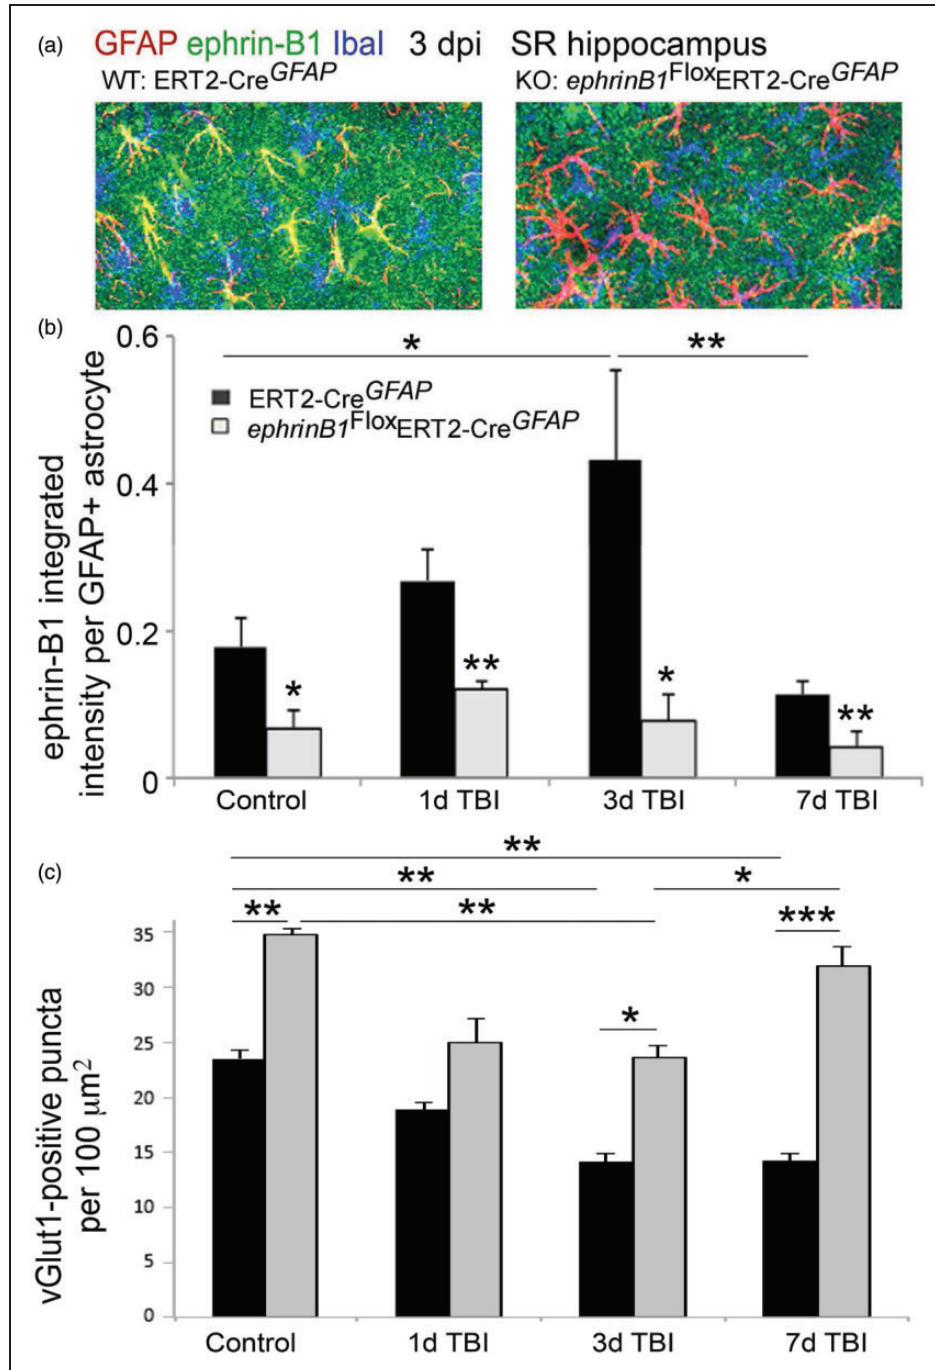 (a) GFAP ephrin-B1 IbaI 3 dpi SR hippocampus
WT: ERT2-CreGFAP KO: ephrinB1FloxERT2-CreGFAP
(b)
0.6
* **
ERT2-CreGFAP
ephrinB1FloxERT2-CreGFAP
ephrin-B1 integrated
intensity per GFAP+ astrocyte
0.4
0.2
* ** * **
0
Control 1d TBI 3d TBI 7d TBI
(c)
**
** *
** ** ***
*
vGlut1-positive puncta
per 100 μm2
35
30
25
20
15
10
5
0
Control 1d TBI 3d TBI 7d TBI